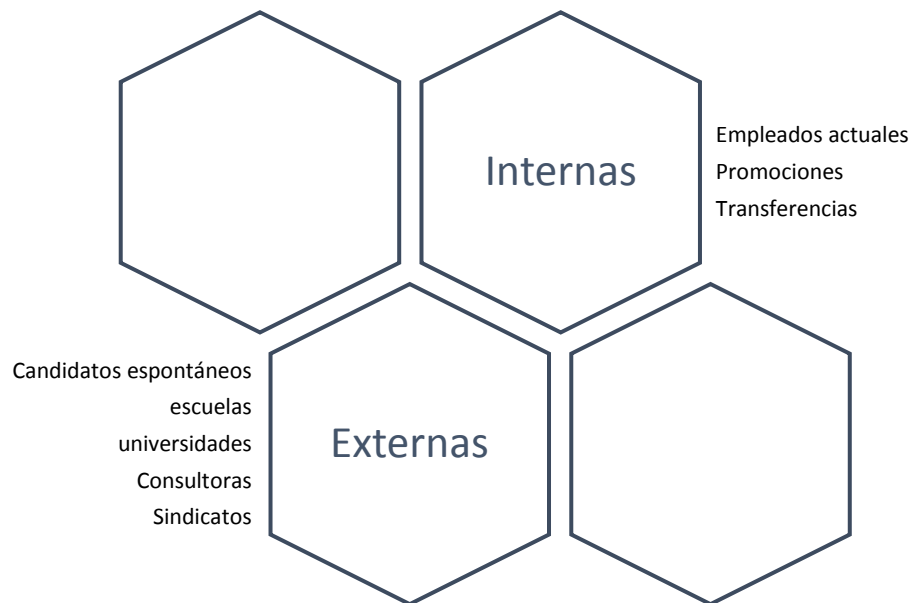 Internas
Empleados actuales
Promociones
Transferencias
Candidatos espontáneos
escuelas
universidades
Consultoras
Sindicatos
Externas